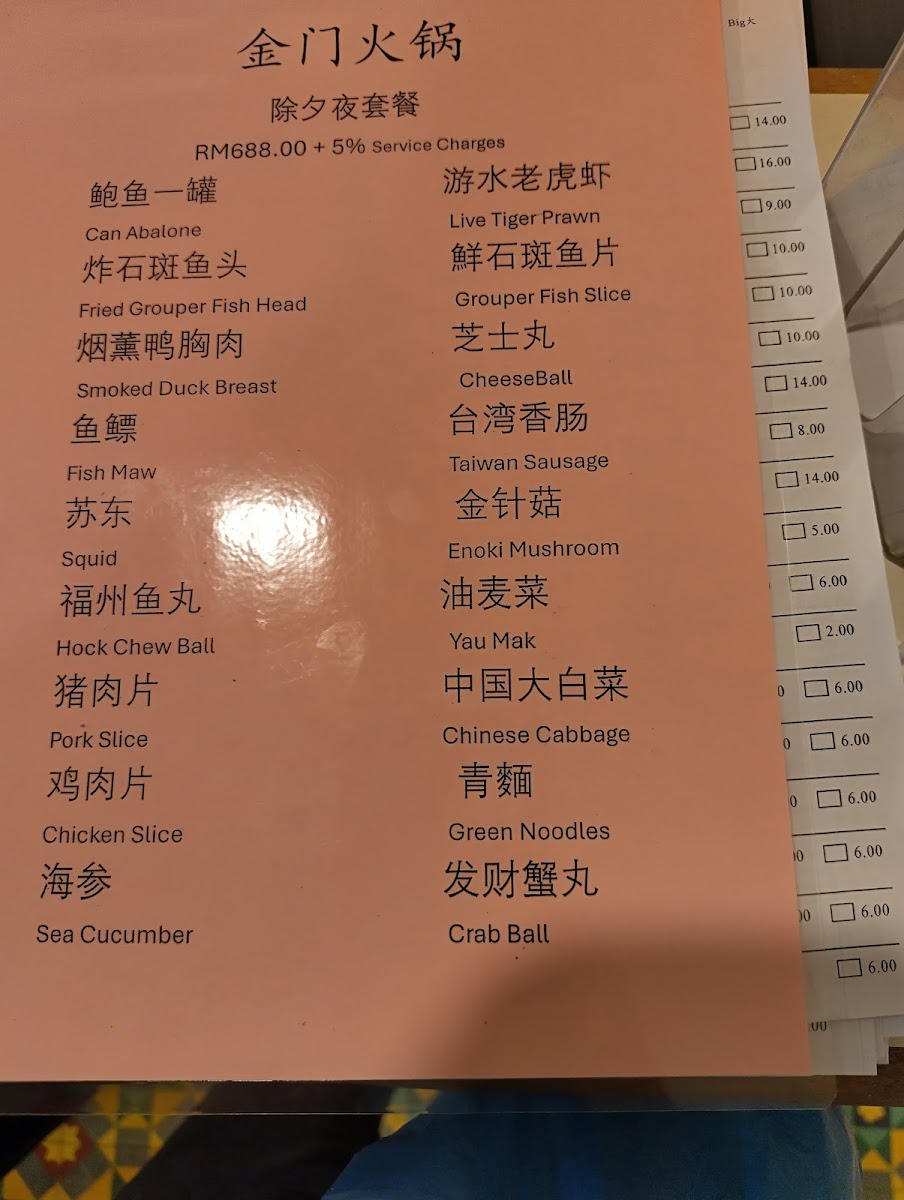 金门火锅
除夕夜套餐
RM688.00 + 5% Service Charges
鲍鱼一罐
Can Abalone
炸石斑鱼头
Fried Grouper Fish Head
烟薰鸭胸肉
Smoked Duck Breast
鱼鳔
Fish Maw
苏东
Squid
福州鱼丸
Hock Chew Ball
猪肉片
Pork Slice
鸡肉片
Chicken Slice
海参
Sea Cucumber
游水老虎虾
Live Tiger Prawn
鮮石斑鱼片
Grouper Fish Slice
芝士丸
CheeseBall
台湾香肠
Taiwan Sausage
金针菇
Enoki Mushroom
油麦菜
Yau Mak
中国大白菜
Chinese Cabbage
青麵
Green Noodles
发财蟹丸
Crab Ball
Big大
14.00
16.00
9.00
10.00
10.00
10.00
14.00
8.00
14.00
5.00
6.00
2.00
0 6.00
0 6.00
0 6.00
00 6.00
00 6.00
6.00
.00